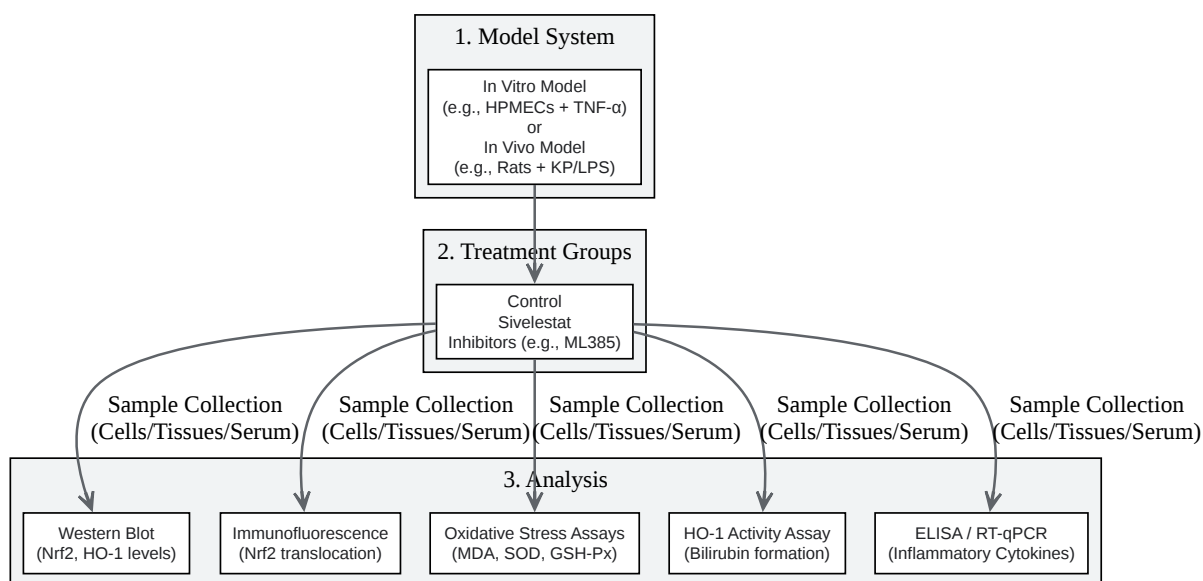 1. Model System
In Vitro Model
(e.g., HPMECs + TNF-α)
or
In Vivo Model
(e.g., Rats + KP/LPS)
2. Treatment Groups
Control
Sivelestat
Inhibitors (e.g., ML385)
Sample Collection
(Cells/Tissues/Serum)
Sample Collection
(Cells/Tissues/Serum)
Sample Collection
(Cells/Tissues/Serum)
Sample Collection
(Cells/Tissues/Serum)
Sample Collection
(Cells/Tissues/Serum)
3. Analysis
Western Blot
(Nrf2, HO-1 levels)
Immunofluorescence
(Nrf2 translocation)
Oxidative Stress Assays
(MDA, SOD, GSH-Px)
HO-1 Activity Assay
(Bilirubin formation)
ELISA / RT-qPCR
(Inflammatory Cytokines)